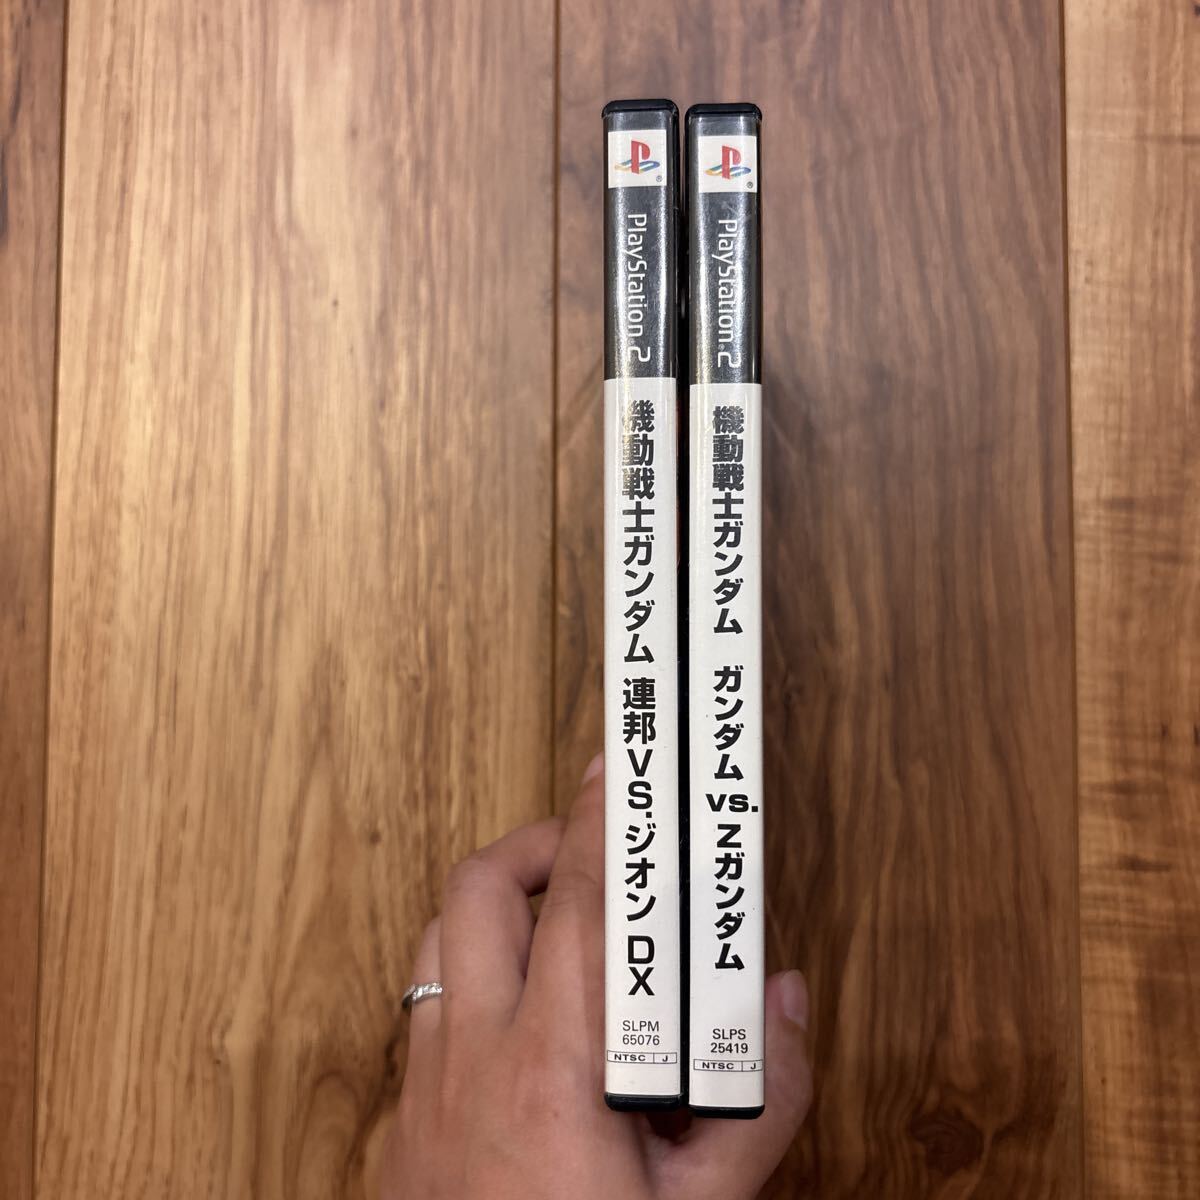 PlayStation®2
機動戦士ガンダム 連邦VS.ジオン DX
SLPM
65076
NTSC J
PlayStation®2
機動戦士ガンダム ガンダム vs. Zガンダム
SLPS
25419
NTSC J